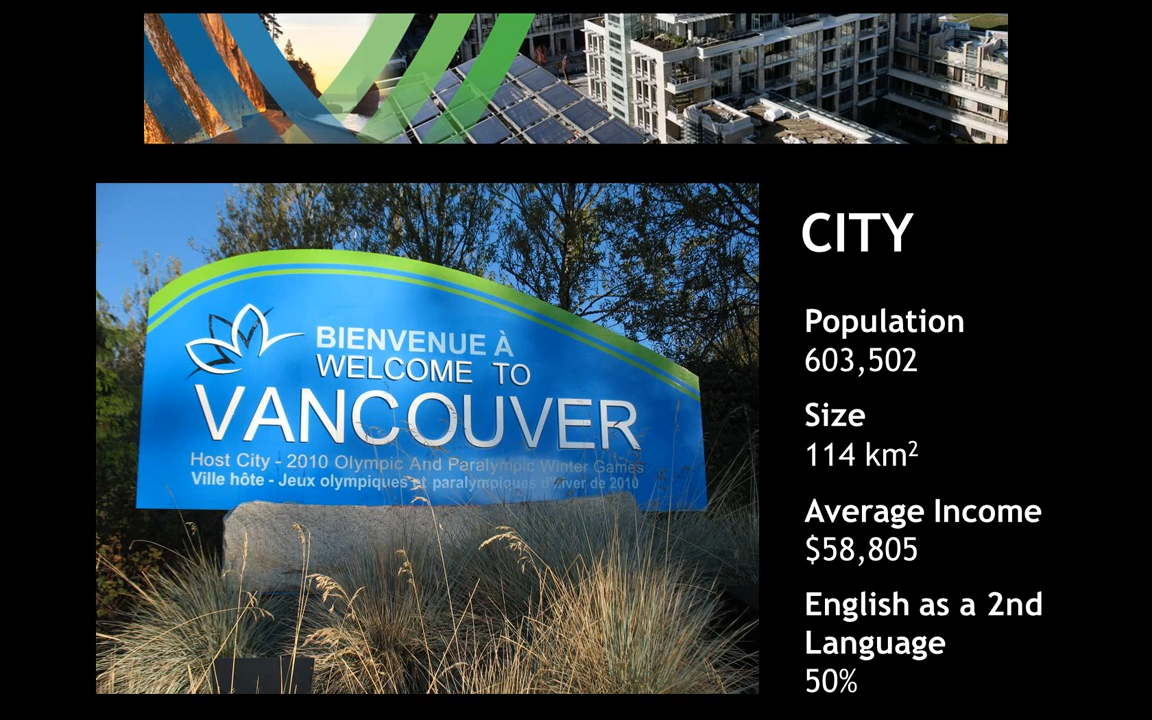 BIENVENUE À
WELCOME TO
VANCOUVER
Host City - 2010 Olympic And Paralympic Winter Games
Ville hôte - Jeux olympiques et paralympiques d'hiver de 2010
CITY
Population
603,502
Size
114 km²
Average Income
$58,805
English as a 2nd
Language
50%